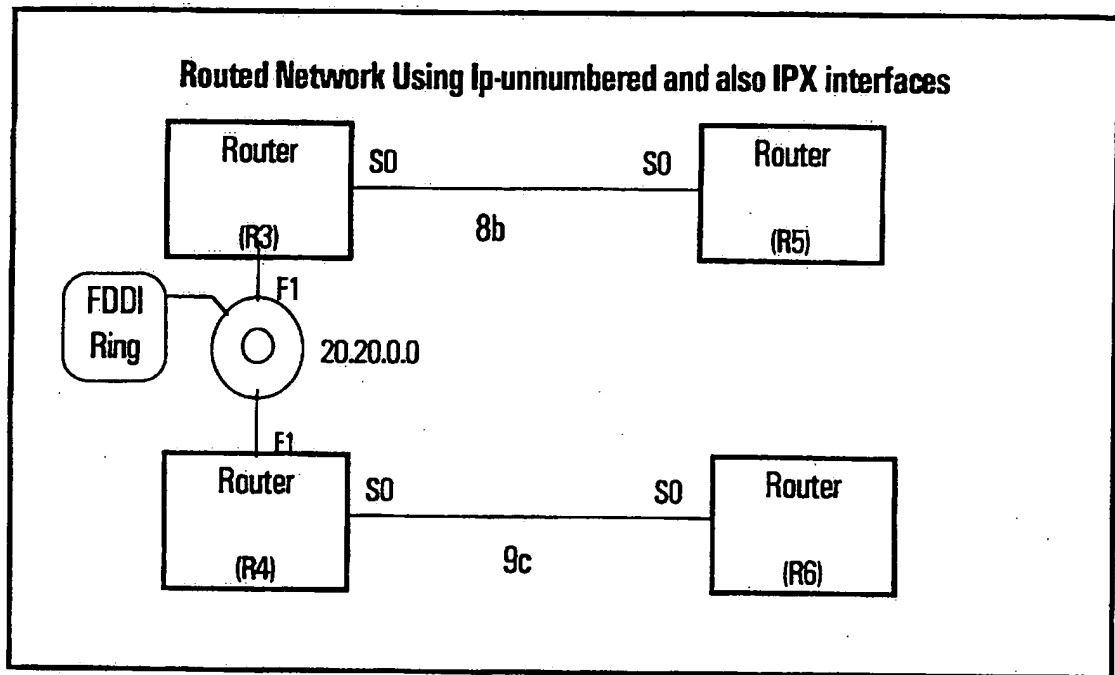 Routed Network Using Ip-unnumbered and also IPX interfaces
Router
S0
S0
Router
8b
(R3)
(R5)
F1
FDDI
Ring
20.20.0.0
F1
Router
S0
S0
Router
9c
(R4)
(R6)